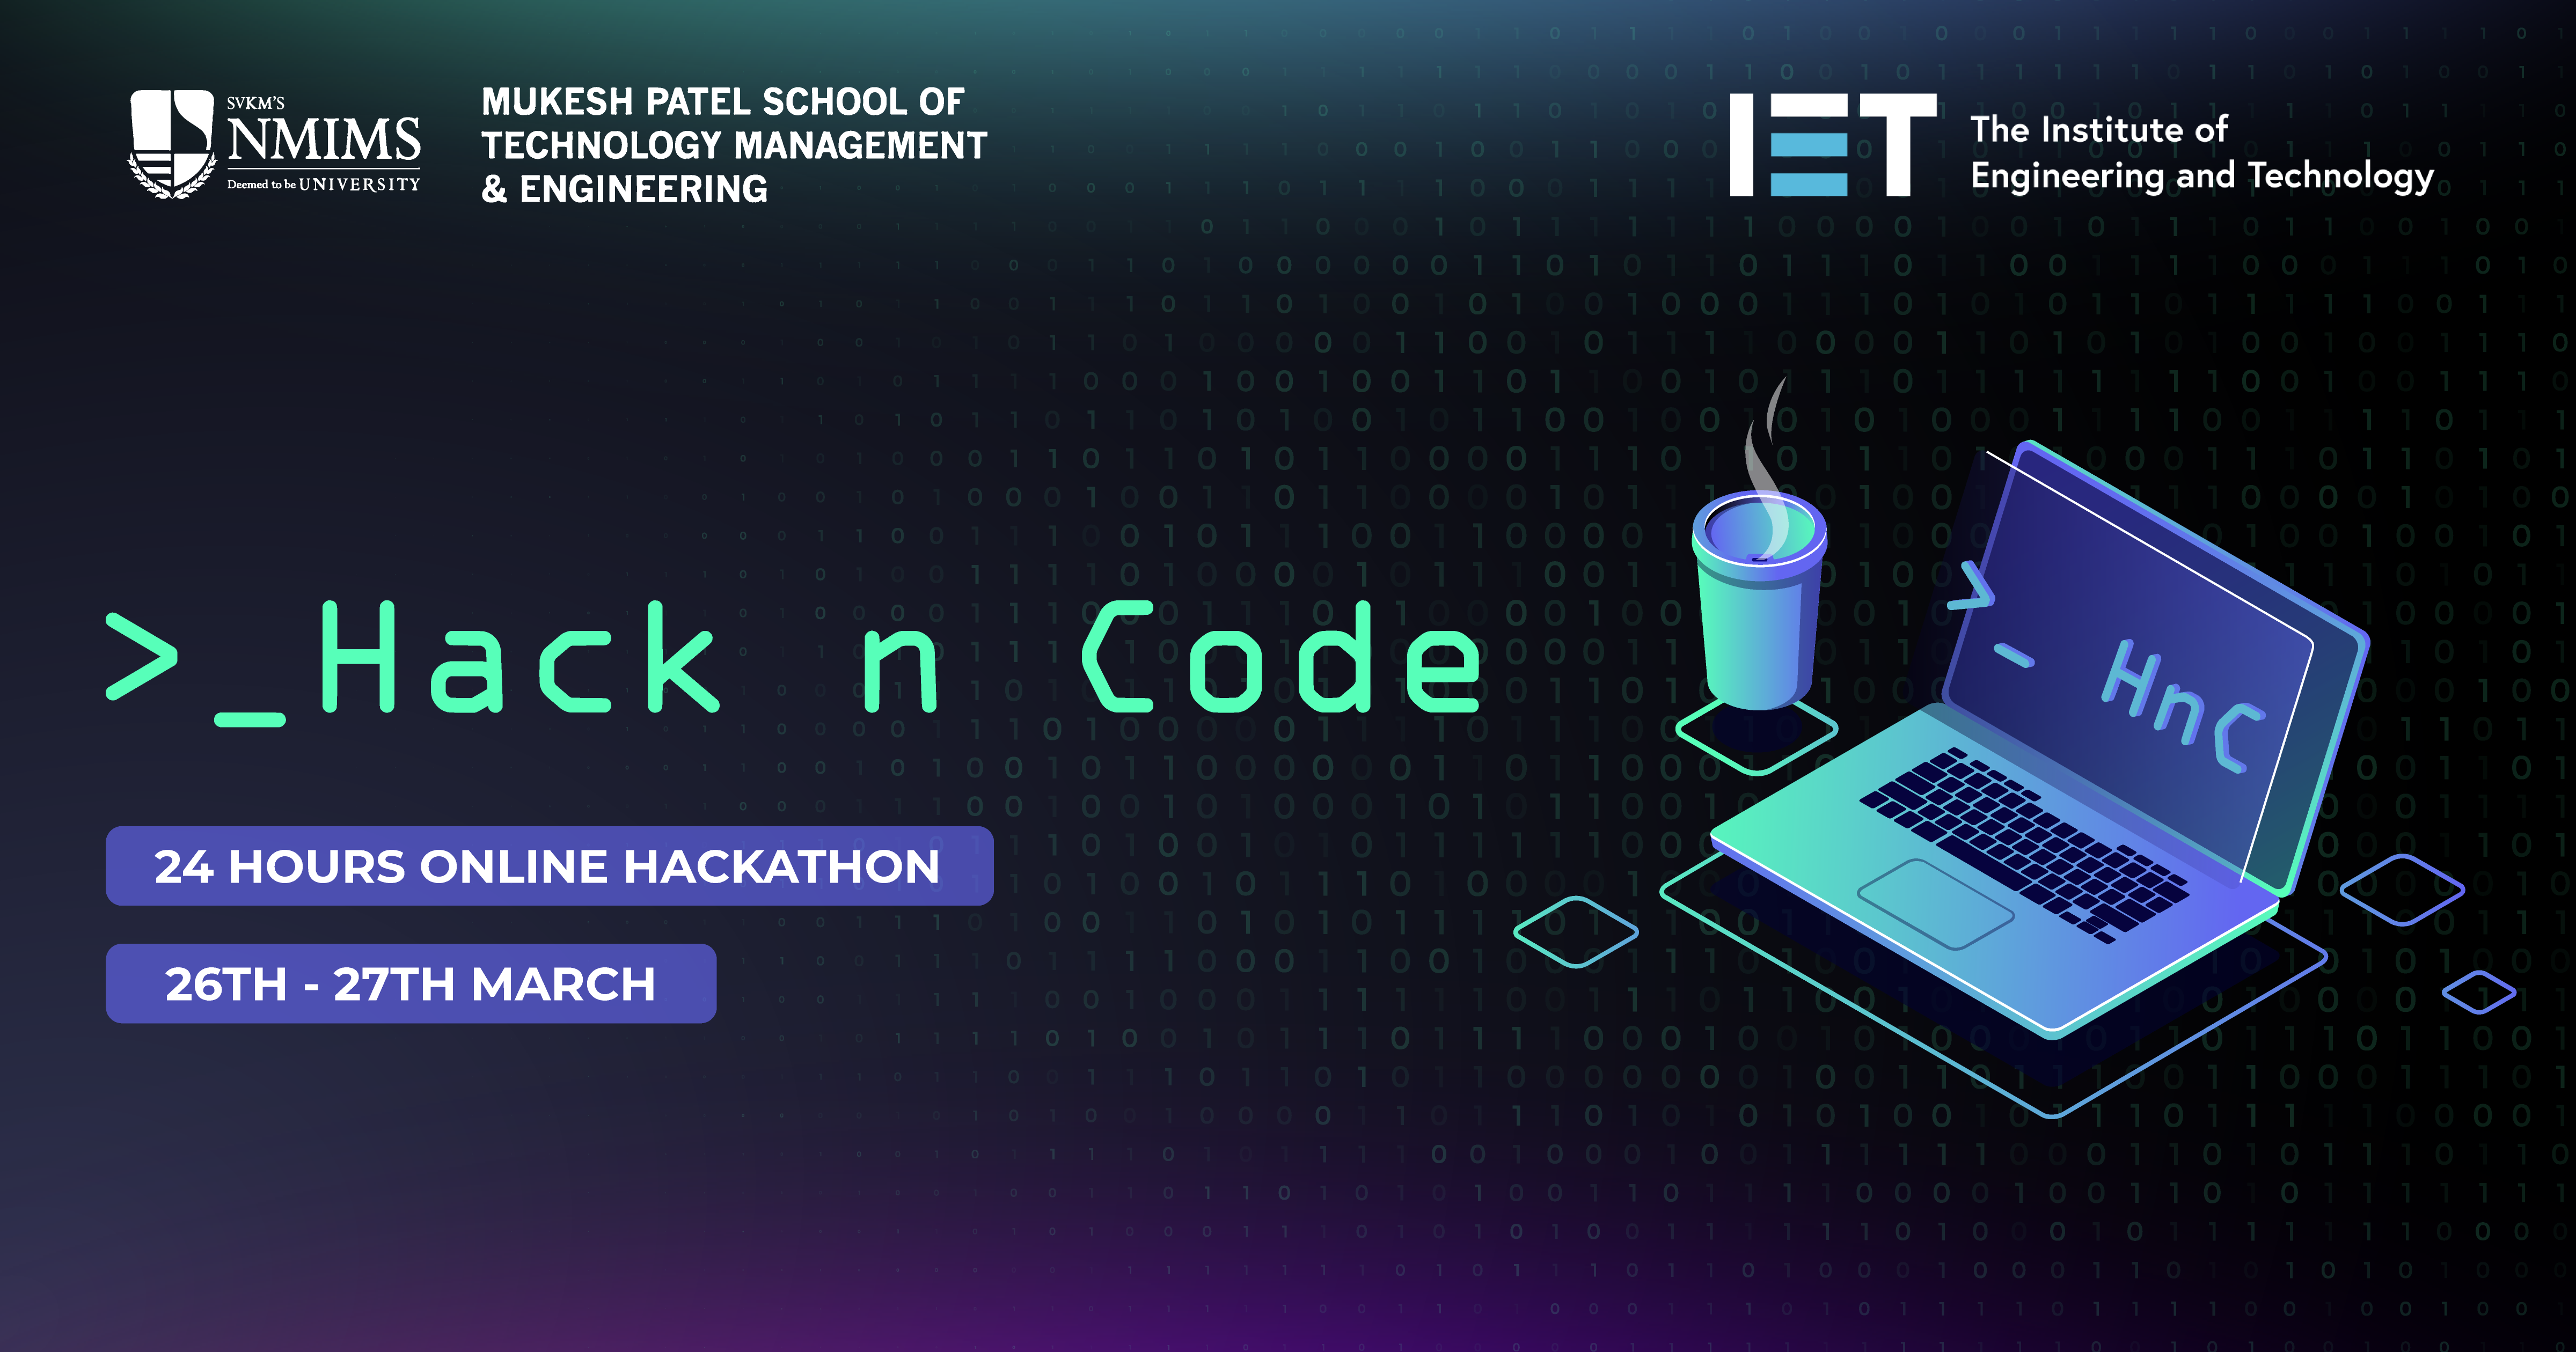 SVKM'S
NMIMS
Deemed to be UNIVERSITY
MUKESH PATEL SCHOOL OF
TECHNOLOGY MANAGEMENT
& ENGINEERING
IET
The Institute of
Engineering and Technology
>_Hack n Code
24 HOURS ONLINE HACKATHON
26TH - 27TH MARCH
>
_ HnC